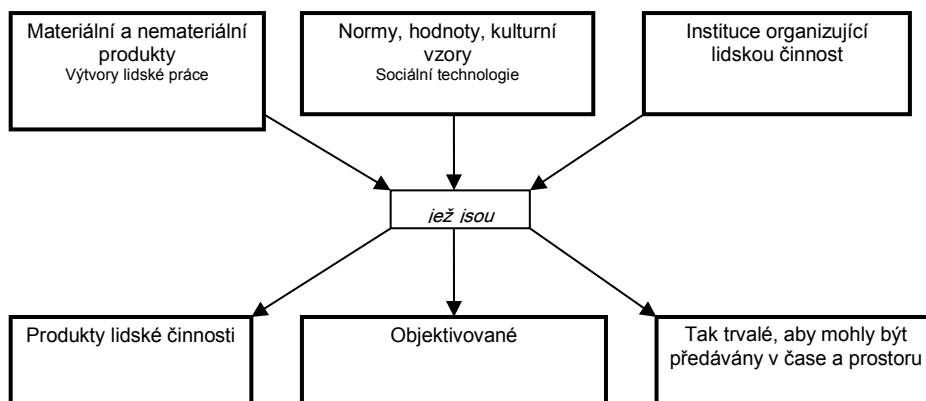 Materiální a nemateriální
produkty
Výtvory lidské práce
Normy, hodnoty, kulturní
vzory
Sociální technologie
Instituce organizující
lidskou činnost
jež jsou
Produkty lidské činnosti
Objektivované
Tak trvalé, aby mohly být
předávány v čase a prostoru